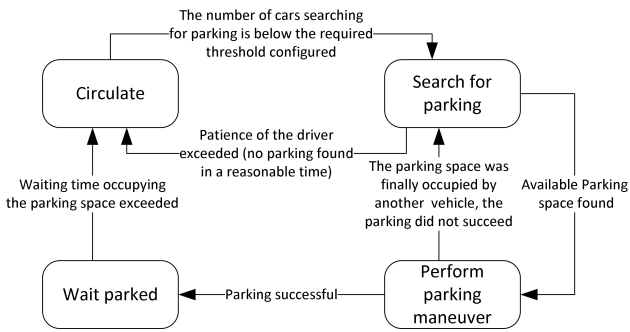 The number of cars searching
for parking is below the required
threshold configured
Circulate
Search for
parking
Patience of the driver
exceeded (no parking found
in a reasonable time)
Waiting time occupying
the parking space exceeded
The parking space was
finally occupied by
another vehicle, the
parking did not succeed
Available Parking
space found
Wait parked
Parking successful
Perform
parking
maneuver